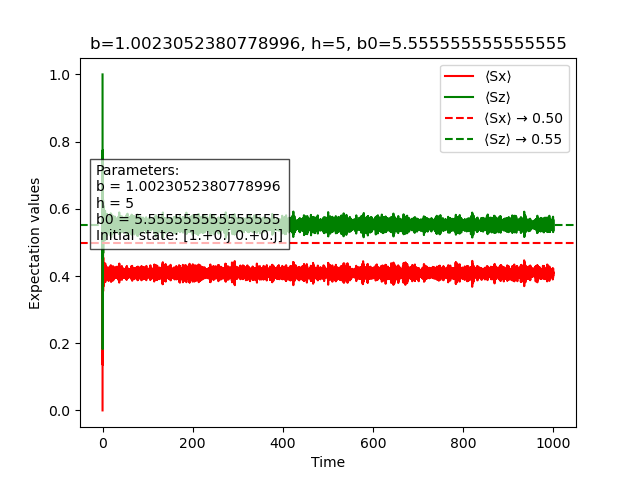 b=1.0023052380778996, h=5, b0=5.555555555555555
1.0
0.8
0.6
0.4
0.2
0.0
Expectation values
Parameters:
b = 1.0023052380778996
h = 5
b0 = 5.555555555555555
Initial state: [1.+0.j 0.+0.j]
⟨Sx⟩
⟨Sz⟩
⟨Sx⟩ → 0.50
⟨Sz⟩ → 0.55
0
200
400
600
800
1000
Time